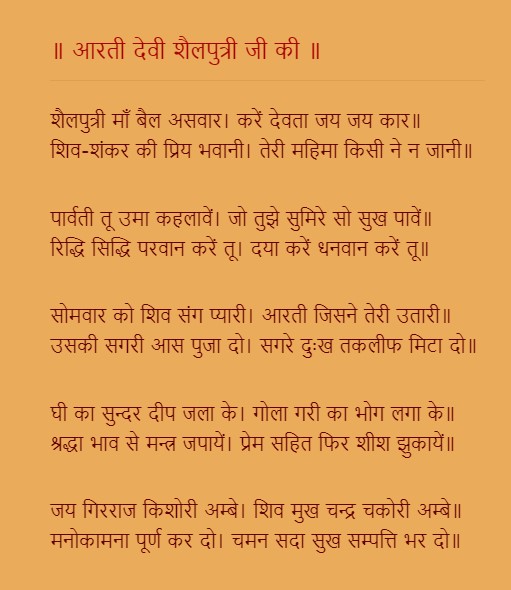 ॥ आरती देवी शैलपुत्री जी की ॥
शैलपुत्री माँ बैल असवार। करें देवता जय जय कार॥
शिव-शंकर की प्रिय भवानी। तेरी महिमा किसी ने न जानी॥
पार्वती तू उमा कहलावें। जो तुझे सुमिरे सो सुख पावें॥
रिद्धि सिद्धि परवान करें तू। दया करें धनवान करें तू॥
सोमवार को शिव संग प्यारी। आरती जिसने तेरी उतारी॥
उसकी सगरी आस पुजा दो। सगरे दुःख तकलीफ मिटा दो॥
घी का सुन्दर दीप जला के। गोला गरी का भोग लगा के॥
श्रद्धा भाव से मन्त्र जपायें। प्रेम सहित फिर शीश झुकायें॥
जय गिरराज किशोरी अम्बे। शिव मुख चन्द्र चकोरी अम्बे॥
मनोकामना पूर्ण कर दो। चमन सदा सुख सम्पत्ति भर दो॥